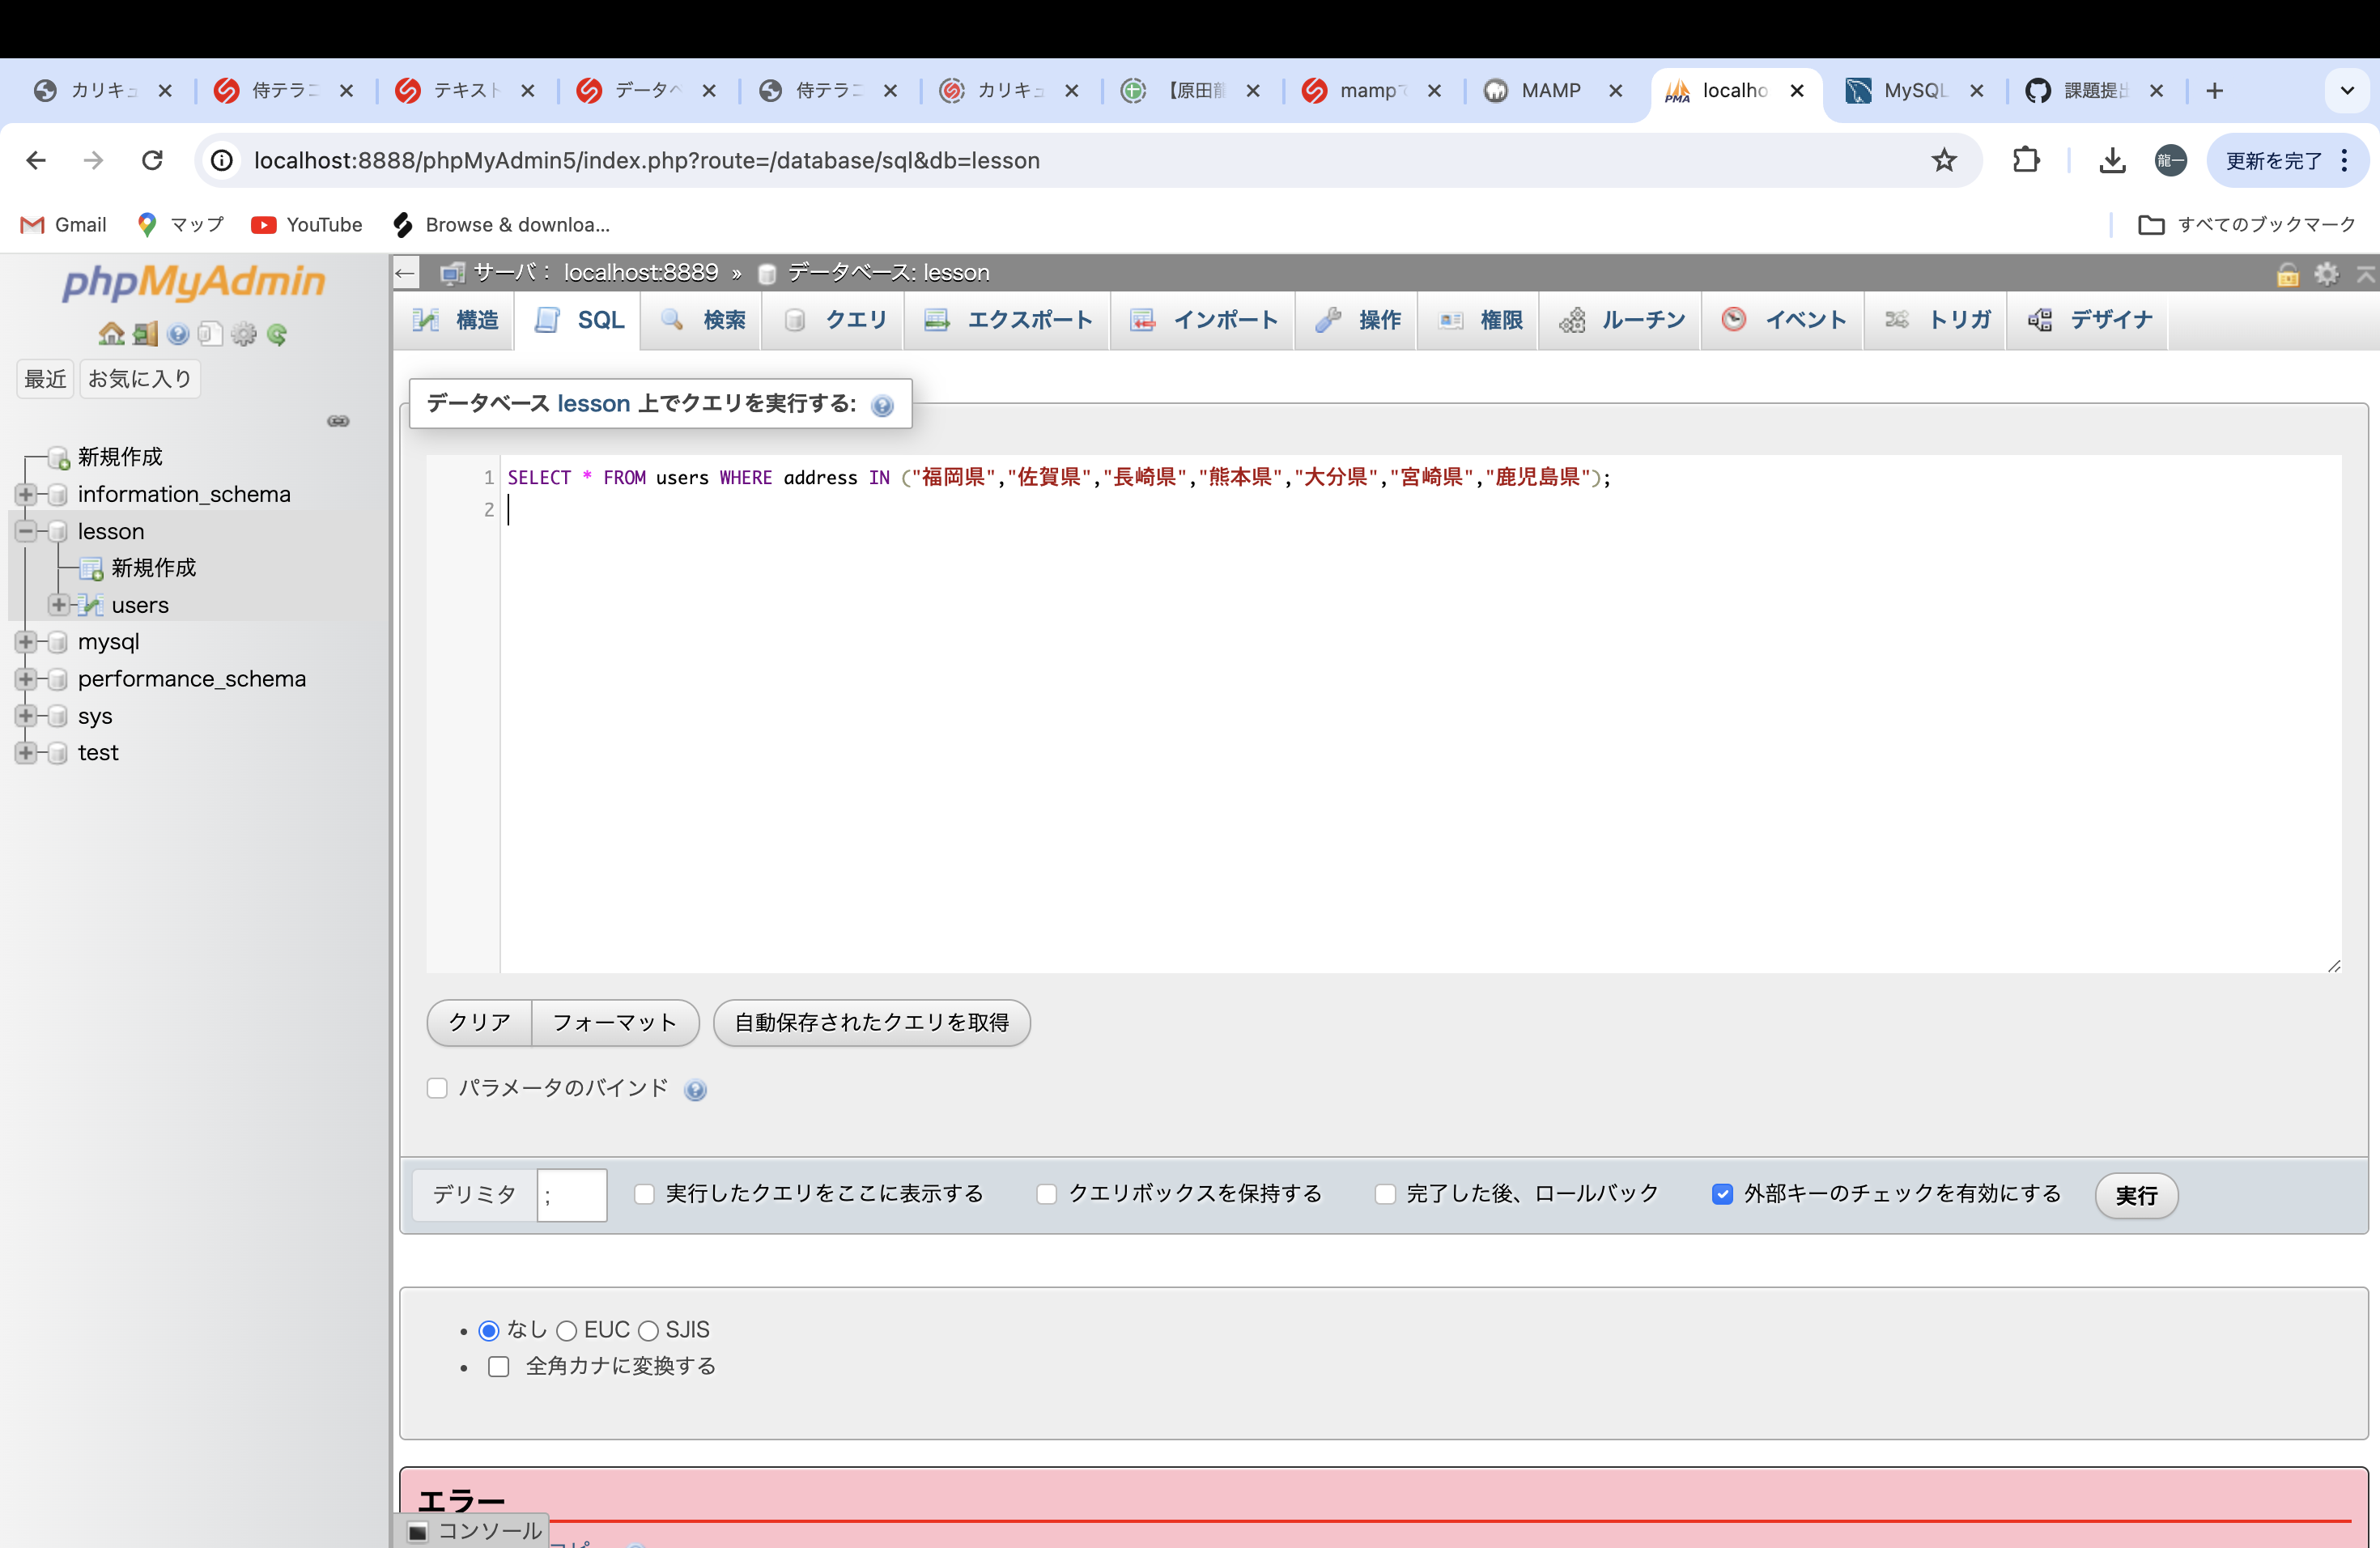 カリキュ 侍テラコ テキスト データベ 侍テラコ カリキュ 【原田龍 mampで MAMP localho MySQL 課題提出
localhost:8888/phpMyAdmin5/index.php?route=/database/sql&db=lesson 龍一 更新を完了
Gmail マップ YouTube Browse & downloa... すべてのブックマーク
phpMyAdmin
最近 お気に入り
新規作成
information_schema
lesson
新規作成
users
mysql
performance_schema
sys
test
サーバ： localhost:8889 » データベース: lesson
構造 SQL 検索 クエリ エクスポート インポート 操作 権限 ルーチン イベント トリガ デザイナ
データベース lesson 上でクエリを実行する:
1 SELECT * FROM users WHERE address IN ("福岡県","佐賀県","長崎県","熊本県","大分県","宮崎県","鹿児島県");
2
クリア フォーマット 自動保存されたクエリを取得
パラメータのバインド
デリミタ ; 実行したクエリをここに表示する クエリボックスを保持する 完了した後、ロールバック 外部キーのチェックを有効にする 実行
• なし EUC SJIS
• 全角カナに変換する
エラー
コンソール